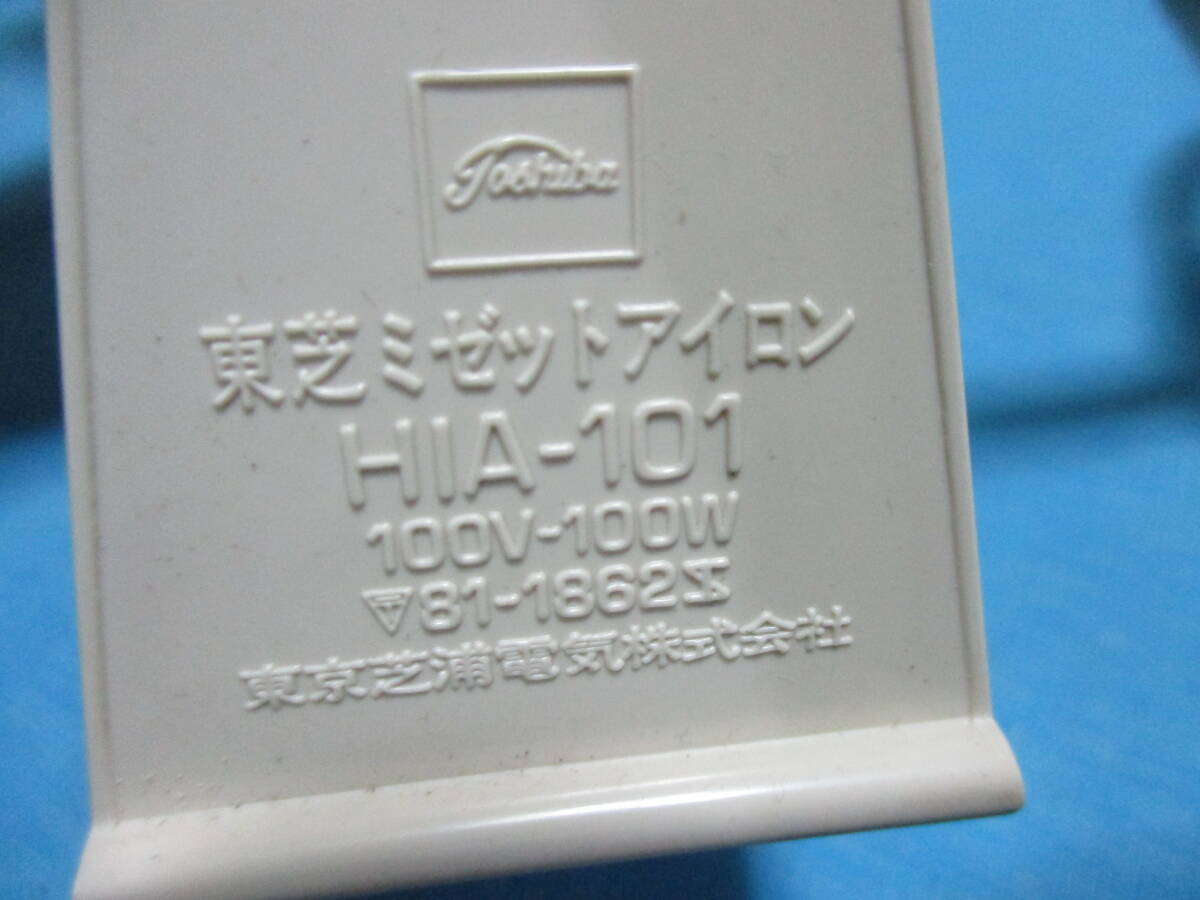 Toshiba
東芝ミゼットアイロン
HIA-101
100V-100W
81-1862
東京芝浦電気株式会社